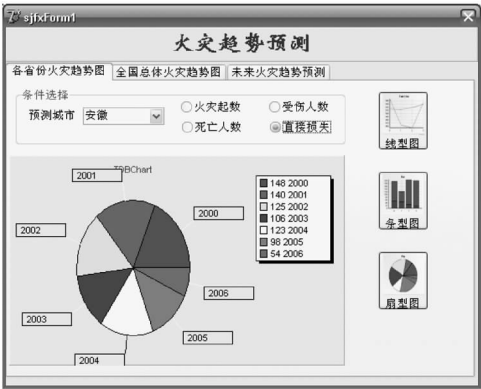 sjfxForm1
火灾趋势预测
各省份火灾趋势图 全国总体火灾趋势图 未来火灾趋势预测
条件选择
预测城市 安徽
火灾起数 受伤人数
死亡人数 直接损失
线型图
条型图
扇型图
TDBChart
2001
2000
2002
2006
2003
2005
2004
148 2000
140 2001
125 2002
106 2003
123 2004
98 2005
54 2006